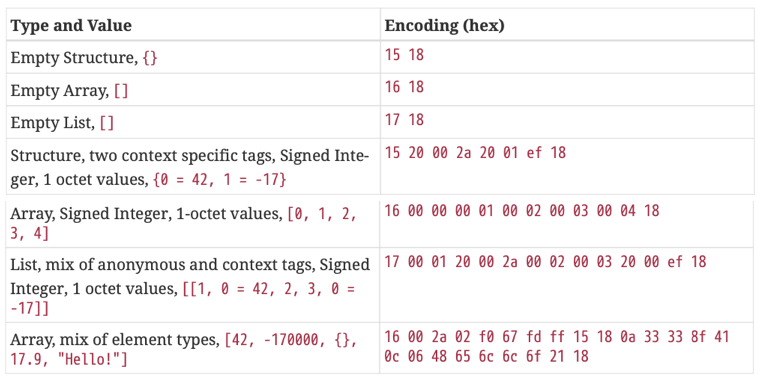 Type and Value Encoding (hex)
Empty Structure, {} 15 18
Empty Array, [] 16 18
Empty List, [] 17 18
Structure, two context specific tags, Signed Inte- 15 20 00 2a 20 01 ef 18
ger, 1 octet values, {0 = 42, 1 = -17}
Array, Signed Integer, 1-octet values, [0, 1, 2, 16 00 00 00 01 00 02 00 03 00 04 18
3, 4]
List, mix of anonymous and context tags, Signed 17 00 01 20 00 2a 00 02 00 03 20 00 ef 18
Integer, 1 octet values, [[1, 0 = 42, 2, 3, 0 =
-17]]
Array, mix of element types, [42, -170000, {}, 16 00 2a 02 f0 67 fd ff 15 18 0a 33 33 8f 41
17.9, "Hello!"] 0c 06 48 65 6c 6c 6f 21 18